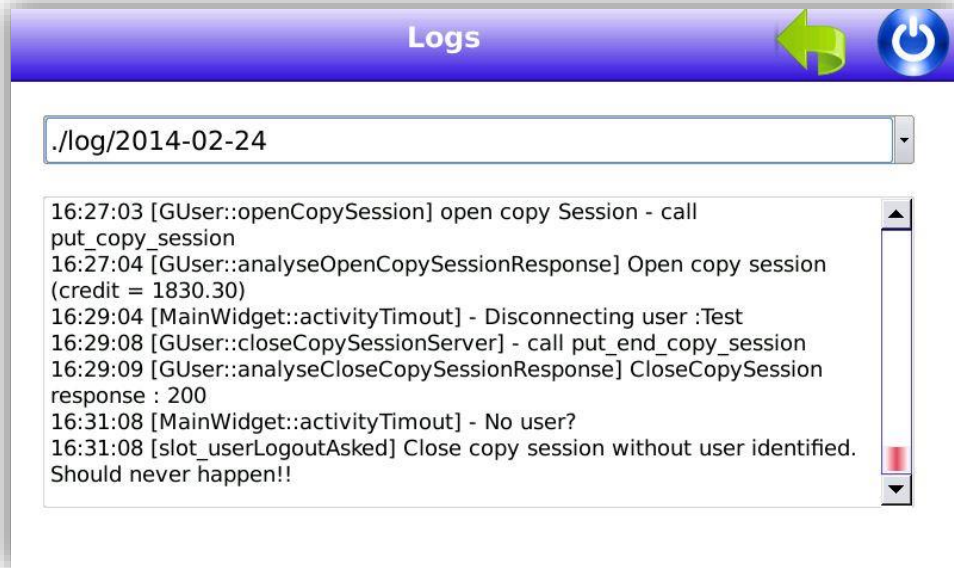 Logs
./log/2014-02-24
16:27:03 [GUser::openCopySession] open copy Session - call
put_copy_session
16:27:04 [GUser::analyseOpenCopySessionResponse] Open copy session
(credit = 1830.30)
16:29:04 [MainWidget::activityTimout] - Disconnecting user :Test
16:29:08 [GUser::closeCopySessionServer] - call put_end_copy_session
16:29:09 [GUser::analyseCloseCopySessionResponse] CloseCopySession
response : 200
16:31:08 [MainWidget::activityTimout] - No user?
16:31:08 [slot_userLogoutAsked] Close copy session without user identified.
Should never happen!!